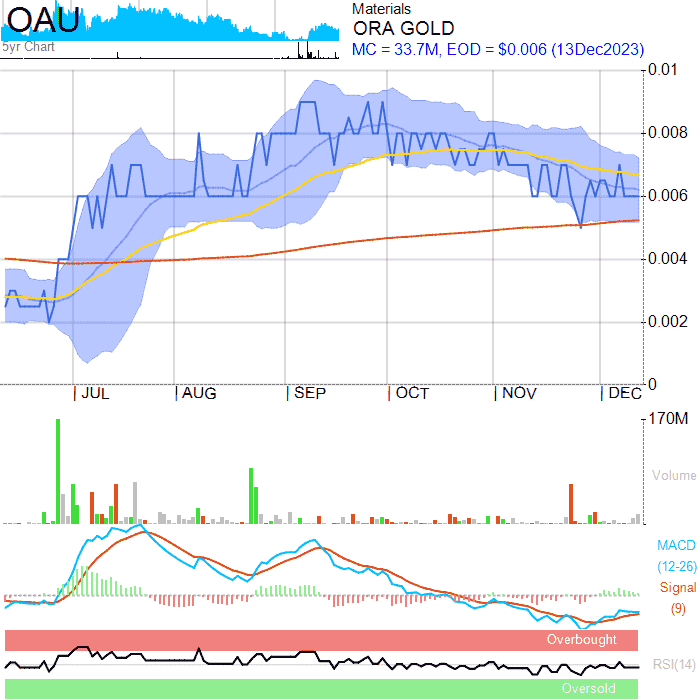 OAU
5yr Chart
Materials
ORA GOLD
MC = 33.7M, EOD = $0.006 (13Dec2023)
0.01
0.008
0.006
0.004
0.002
0
JUL AUG SEP OCT NOV DEC
170M
Volume
MACD
(12-26)
Signal
(9)
Overbought
RSI(14)
Oversold